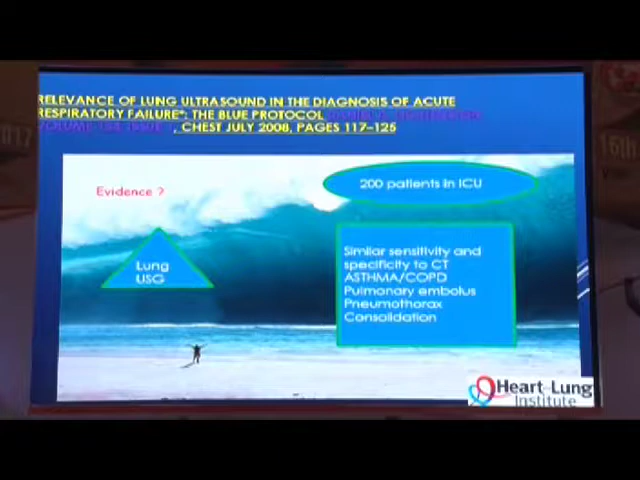 RELEVANCE OF LUNG ULTRASOUND IN THE DIAGNOSIS OF ACUTE
RESPIRATORY FAILURE*: THE BLUE PROTOCOL
, CHEST JULY 2008, PAGES 117–125
Evidence ?
200 patients in ICU
Lung
USG
Similar sensitivity and
specificity to CT
ASTHMA/COPD
Pulmonary embolus
Pneumothorax
Consolidation
Heart Lung
Institute
2017
16th